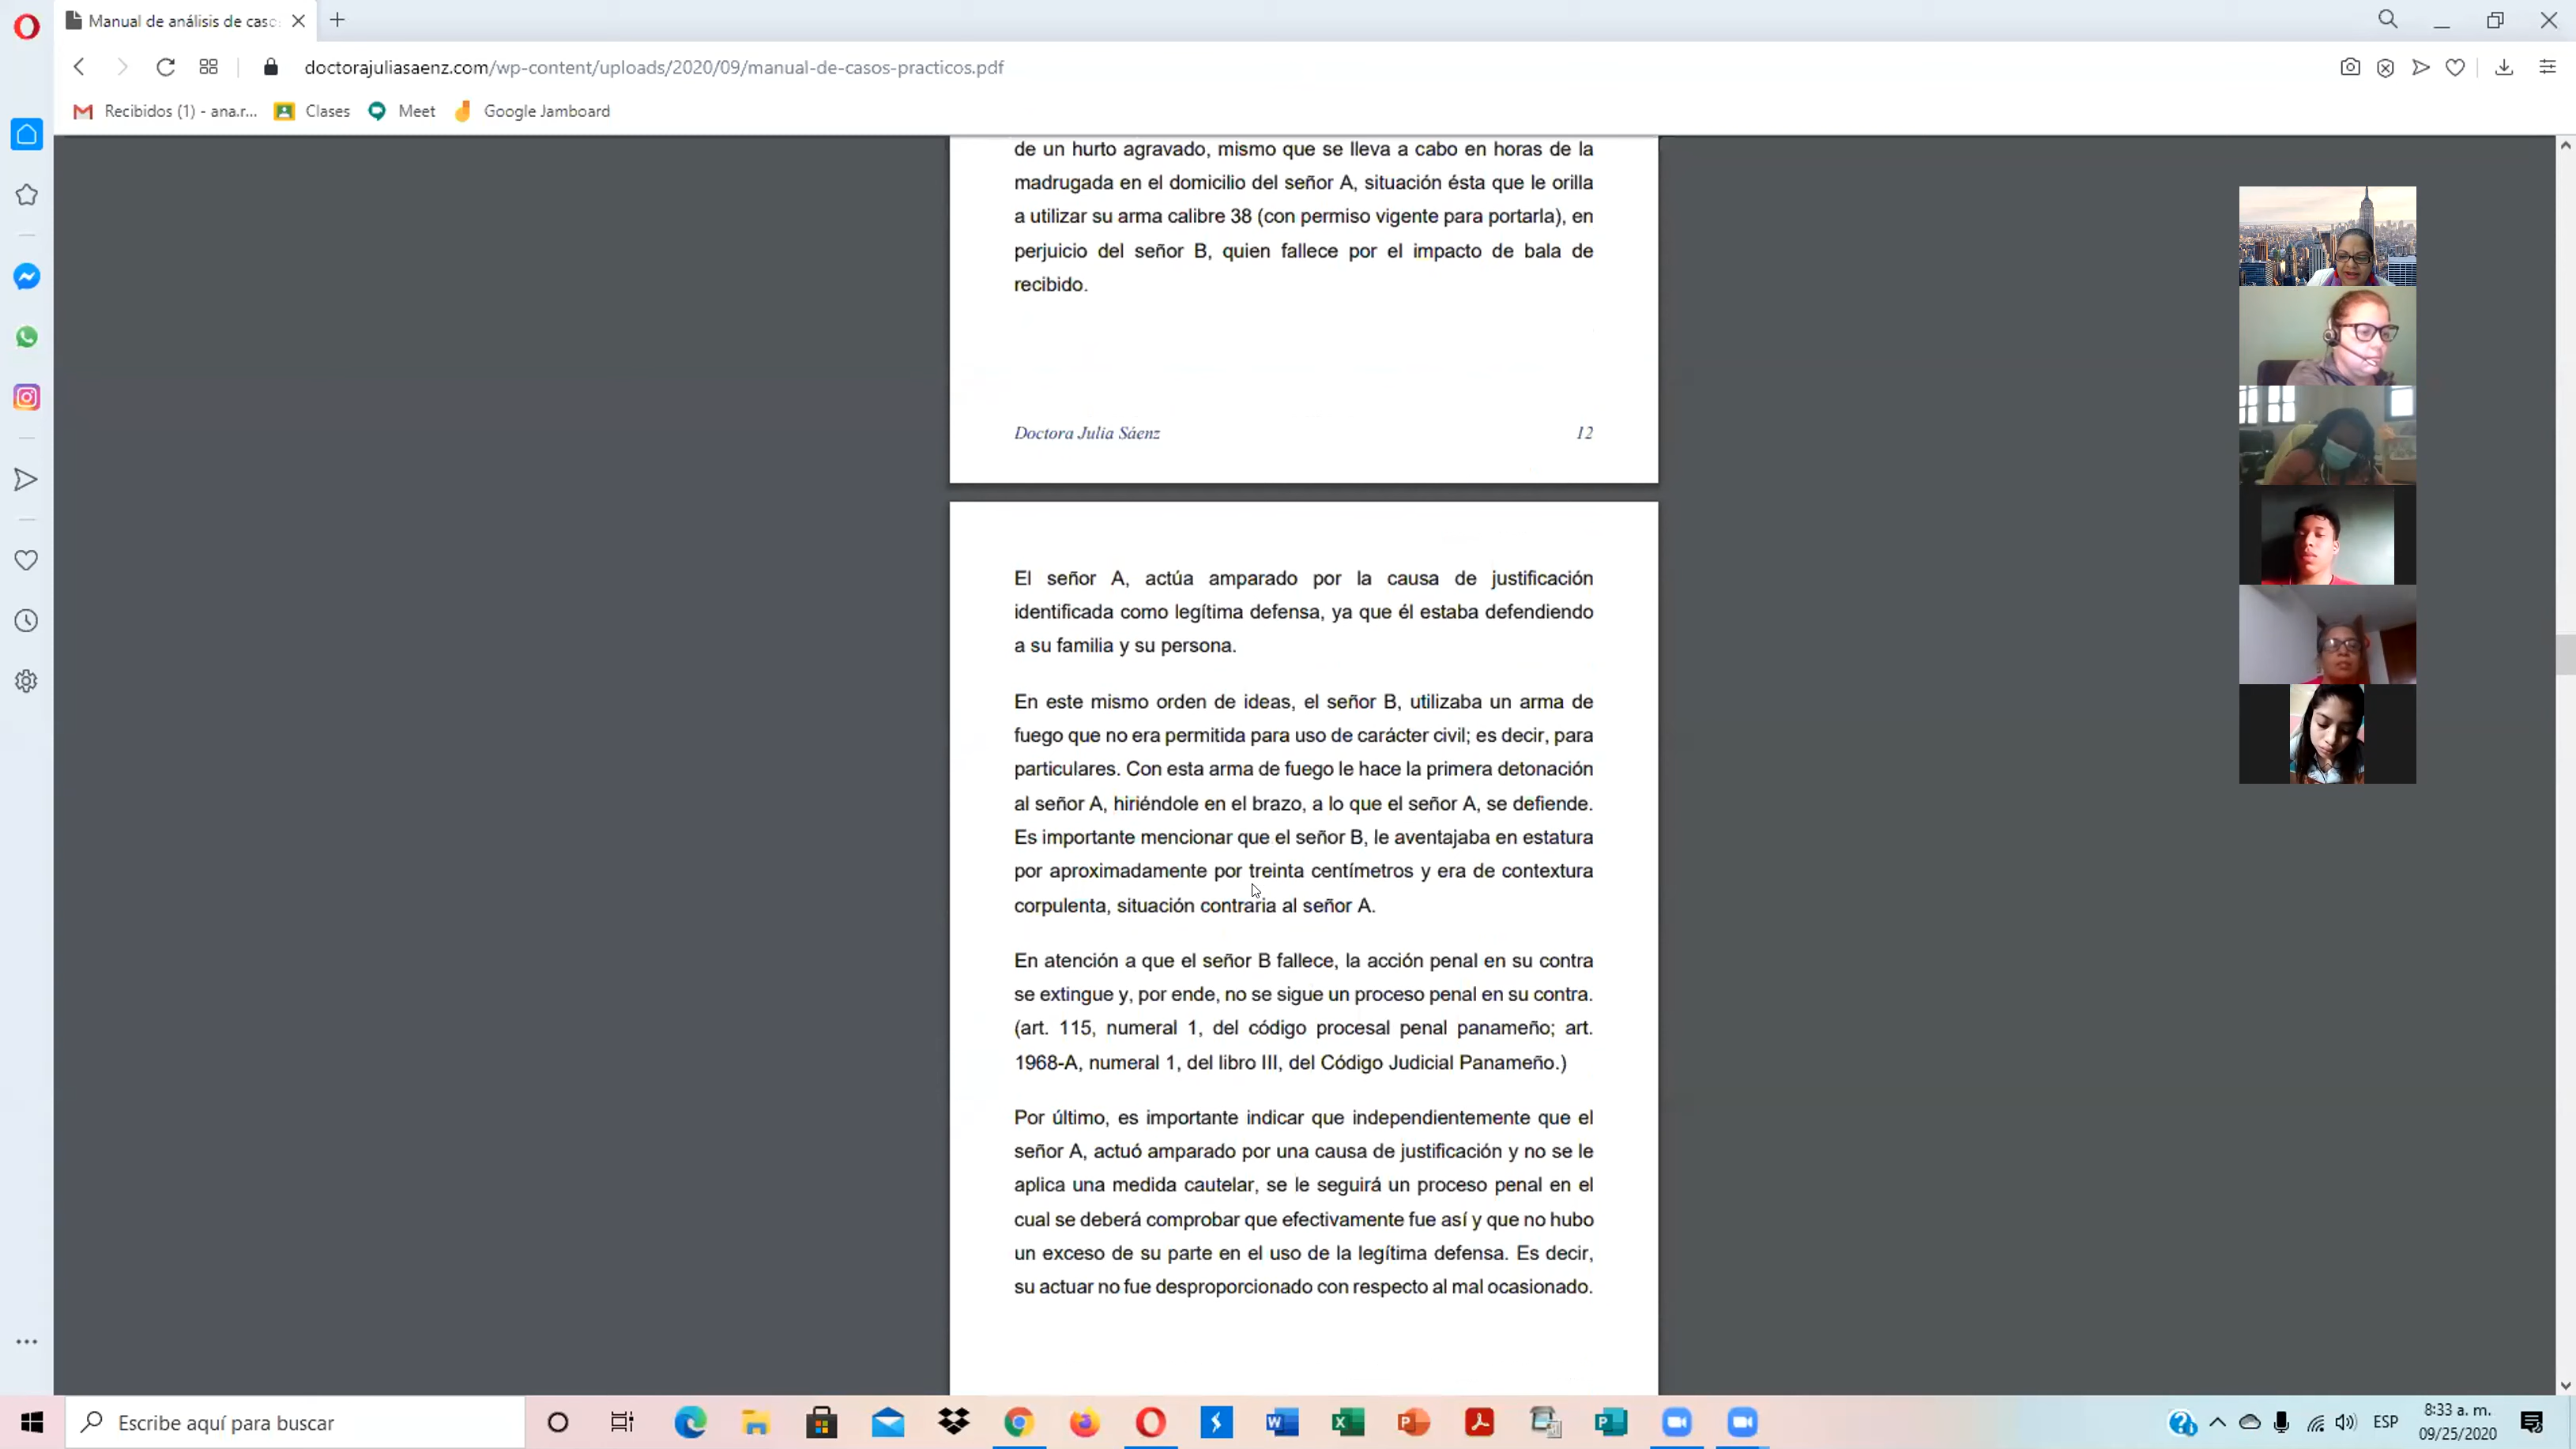 Manual de análisis de caso
doctorajuliasaenz.com/wp-content/uploads/2020/09/manual-de-casos-practicos.pdf
Recibidos (1) - ana.r... Clases Meet Google Jamboard
de un hurto agravado, mismo que se lleva a cabo en horas de la
madrugada en el domicilio del señor A, situación ésta que le orilla
a utilizar su arma calibre 38 (con permiso vigente para portarla), en
perjuicio del señor B, quien fallece por el impacto de bala de
recibido.
Doctora Julia Sáenz 12
El señor A, actúa amparado por la causa de justificación
identificada como legítima defensa, ya que él estaba defendiendo
a su familia y su persona.
En este mismo orden de ideas, el señor B, utilizaba un arma de
fuego que no era permitida para uso de carácter civil; es decir, para
particulares. Con esta arma de fuego le hace la primera detonación
al señor A, hiriéndole en el brazo, a lo que el señor A, se defiende.
Es importante mencionar que el señor B, le aventajaba en estatura
por aproximadamente por treinta centímetros y era de contextura
corpulenta, situación contraria al señor A.
En atención a que el señor B fallece, la acción penal en su contra
se extingue y, por ende, no se sigue un proceso penal en su contra.
(art. 115, numeral 1, del código procesal penal panameño; art.
1968-A, numeral 1, del libro III, del Código Judicial Panameño.)
Por último, es importante indicar que independientemente que el
señor A, actuó amparado por una causa de justificación y no se le
aplica una medida cautelar, se le seguirá un proceso penal en el
cual se deberá comprobar que efectivamente fue así y que no hubo
un exceso de su parte en el uso de la legítima defensa. Es decir,
su actuar no fue desproporcionado con respecto al mal ocasionado.
Escribe aquí para buscar
ESP
8:33 a. m.
09/25/2020